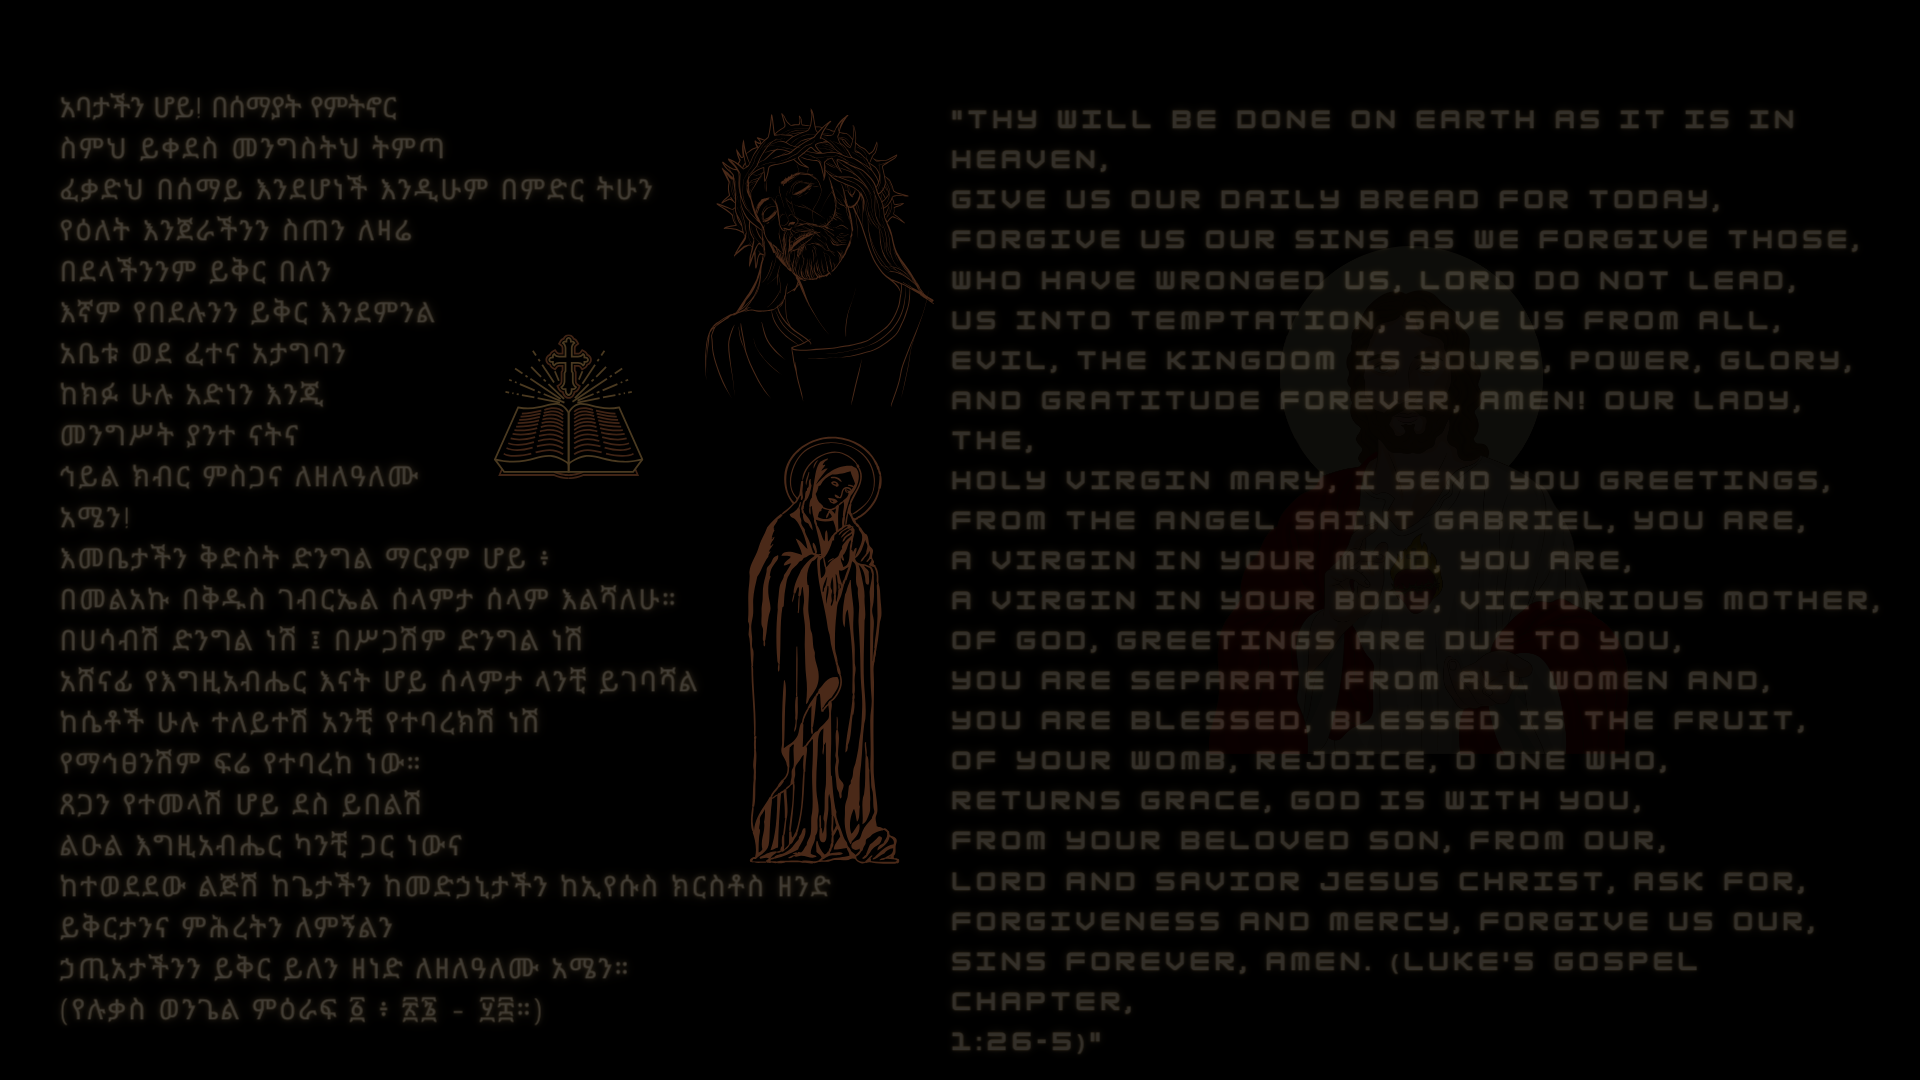 አባታችን ሆይ! በሰማያት የምትኖር
ስምህ ይቀደስ መንግስትህ ትምጣ
ፈቃድህ በሰማይ እንደሆነች እንዲሁም በምድር ትሁን
የዕለት እንጀራችንን ስጠን ለዛሬ
በደላችንንም ይቅር በለን
እኛም የበደሉንን ይቅር እንደምንል
አቤቱ ወደ ፈተና አታግባን
ከክፉ ሁሉ አድነን እንጂ
መንግሥት ያንተ ናትና
ኅይል ክብር ምስጋና ለዘለዓለሙ
አሜን!
እመቤታችን ቅድስት ድንግል ማርያም ሆይ ፥
በመልአኩ በቅዱስ ገብርኤል ሰላምታ ሰላም እልሻለሁ።
በሀሳብሽ ድንግል ነሽ ፤ በሥጋሽም ድንግል ነሽ
አሸናፊ የእግዚአብሔር እናት ሆይ ሰላምታ ላንቺ ይገባሻል
ከሴቶች ሁሉ ተለይተሽ አንቺ የተባረክሽ ነሽ
የማኅፀንሽም ፍሬ የተባረከ ነው።
ጸጋን የተመላሽ ሆይ ደስ ይበልሽ
ልዑል እግዚአብሔር ካንቺ ጋር ነውና
ከተወደደው ልጅሽ ከጌታችን ከመድኃኒታችን ከኢየሱስ ክርስቶስ ዘንድ
ይቅርታንና ምሕረትን ለምኝልን
ኃጢአታችንን ይቅር ይለን ዘነድ ለዘለዓለሙ አሜን።
(የሉቃስ ወንጌል ምዕራፍ ፩ ፥ ፳፮ - ፶፭።)
"THY WILL BE DONE ON EARTH AS IT IS IN
HEAVEN,
GIVE US OUR DAILY BREAD FOR TODAY,
FORGIVE US OUR SINS AS WE FORGIVE THOSE,
WHO HAVE WRONGED US, LORD DO NOT LEAD,
US INTO TEMPTATION, SAVE US FROM ALL,
EVIL, THE KINGDOM IS YOURS, POWER, GLORY,
AND GRATITUDE FOREVER, AMEN! OUR LADY,
THE,
HOLY VIRGIN MARY, I SEND YOU GREETINGS,
FROM THE ANGEL SAINT GABRIEL, YOU ARE,
A VIRGIN IN YOUR MIND, YOU ARE,
A VIRGIN IN YOUR BODY, VICTORIOUS MOTHER,
OF GOD, GREETINGS ARE DUE TO YOU,
YOU ARE SEPARATE FROM ALL WOMEN AND,
YOU ARE BLESSED, BLESSED IS THE FRUIT,
OF YOUR WOMB, REJOICE, O ONE WHO,
RETURNS GRACE, GOD IS WITH YOU,
FROM YOUR BELOVED SON, FROM OUR,
LORD AND SAVIOR JESUS CHRIST, ASK FOR,
FORGIVENESS AND MERCY, FORGIVE US OUR,
SINS FOREVER, AMEN. (LUKE'S GOSPEL
CHAPTER,
1:26-5)"